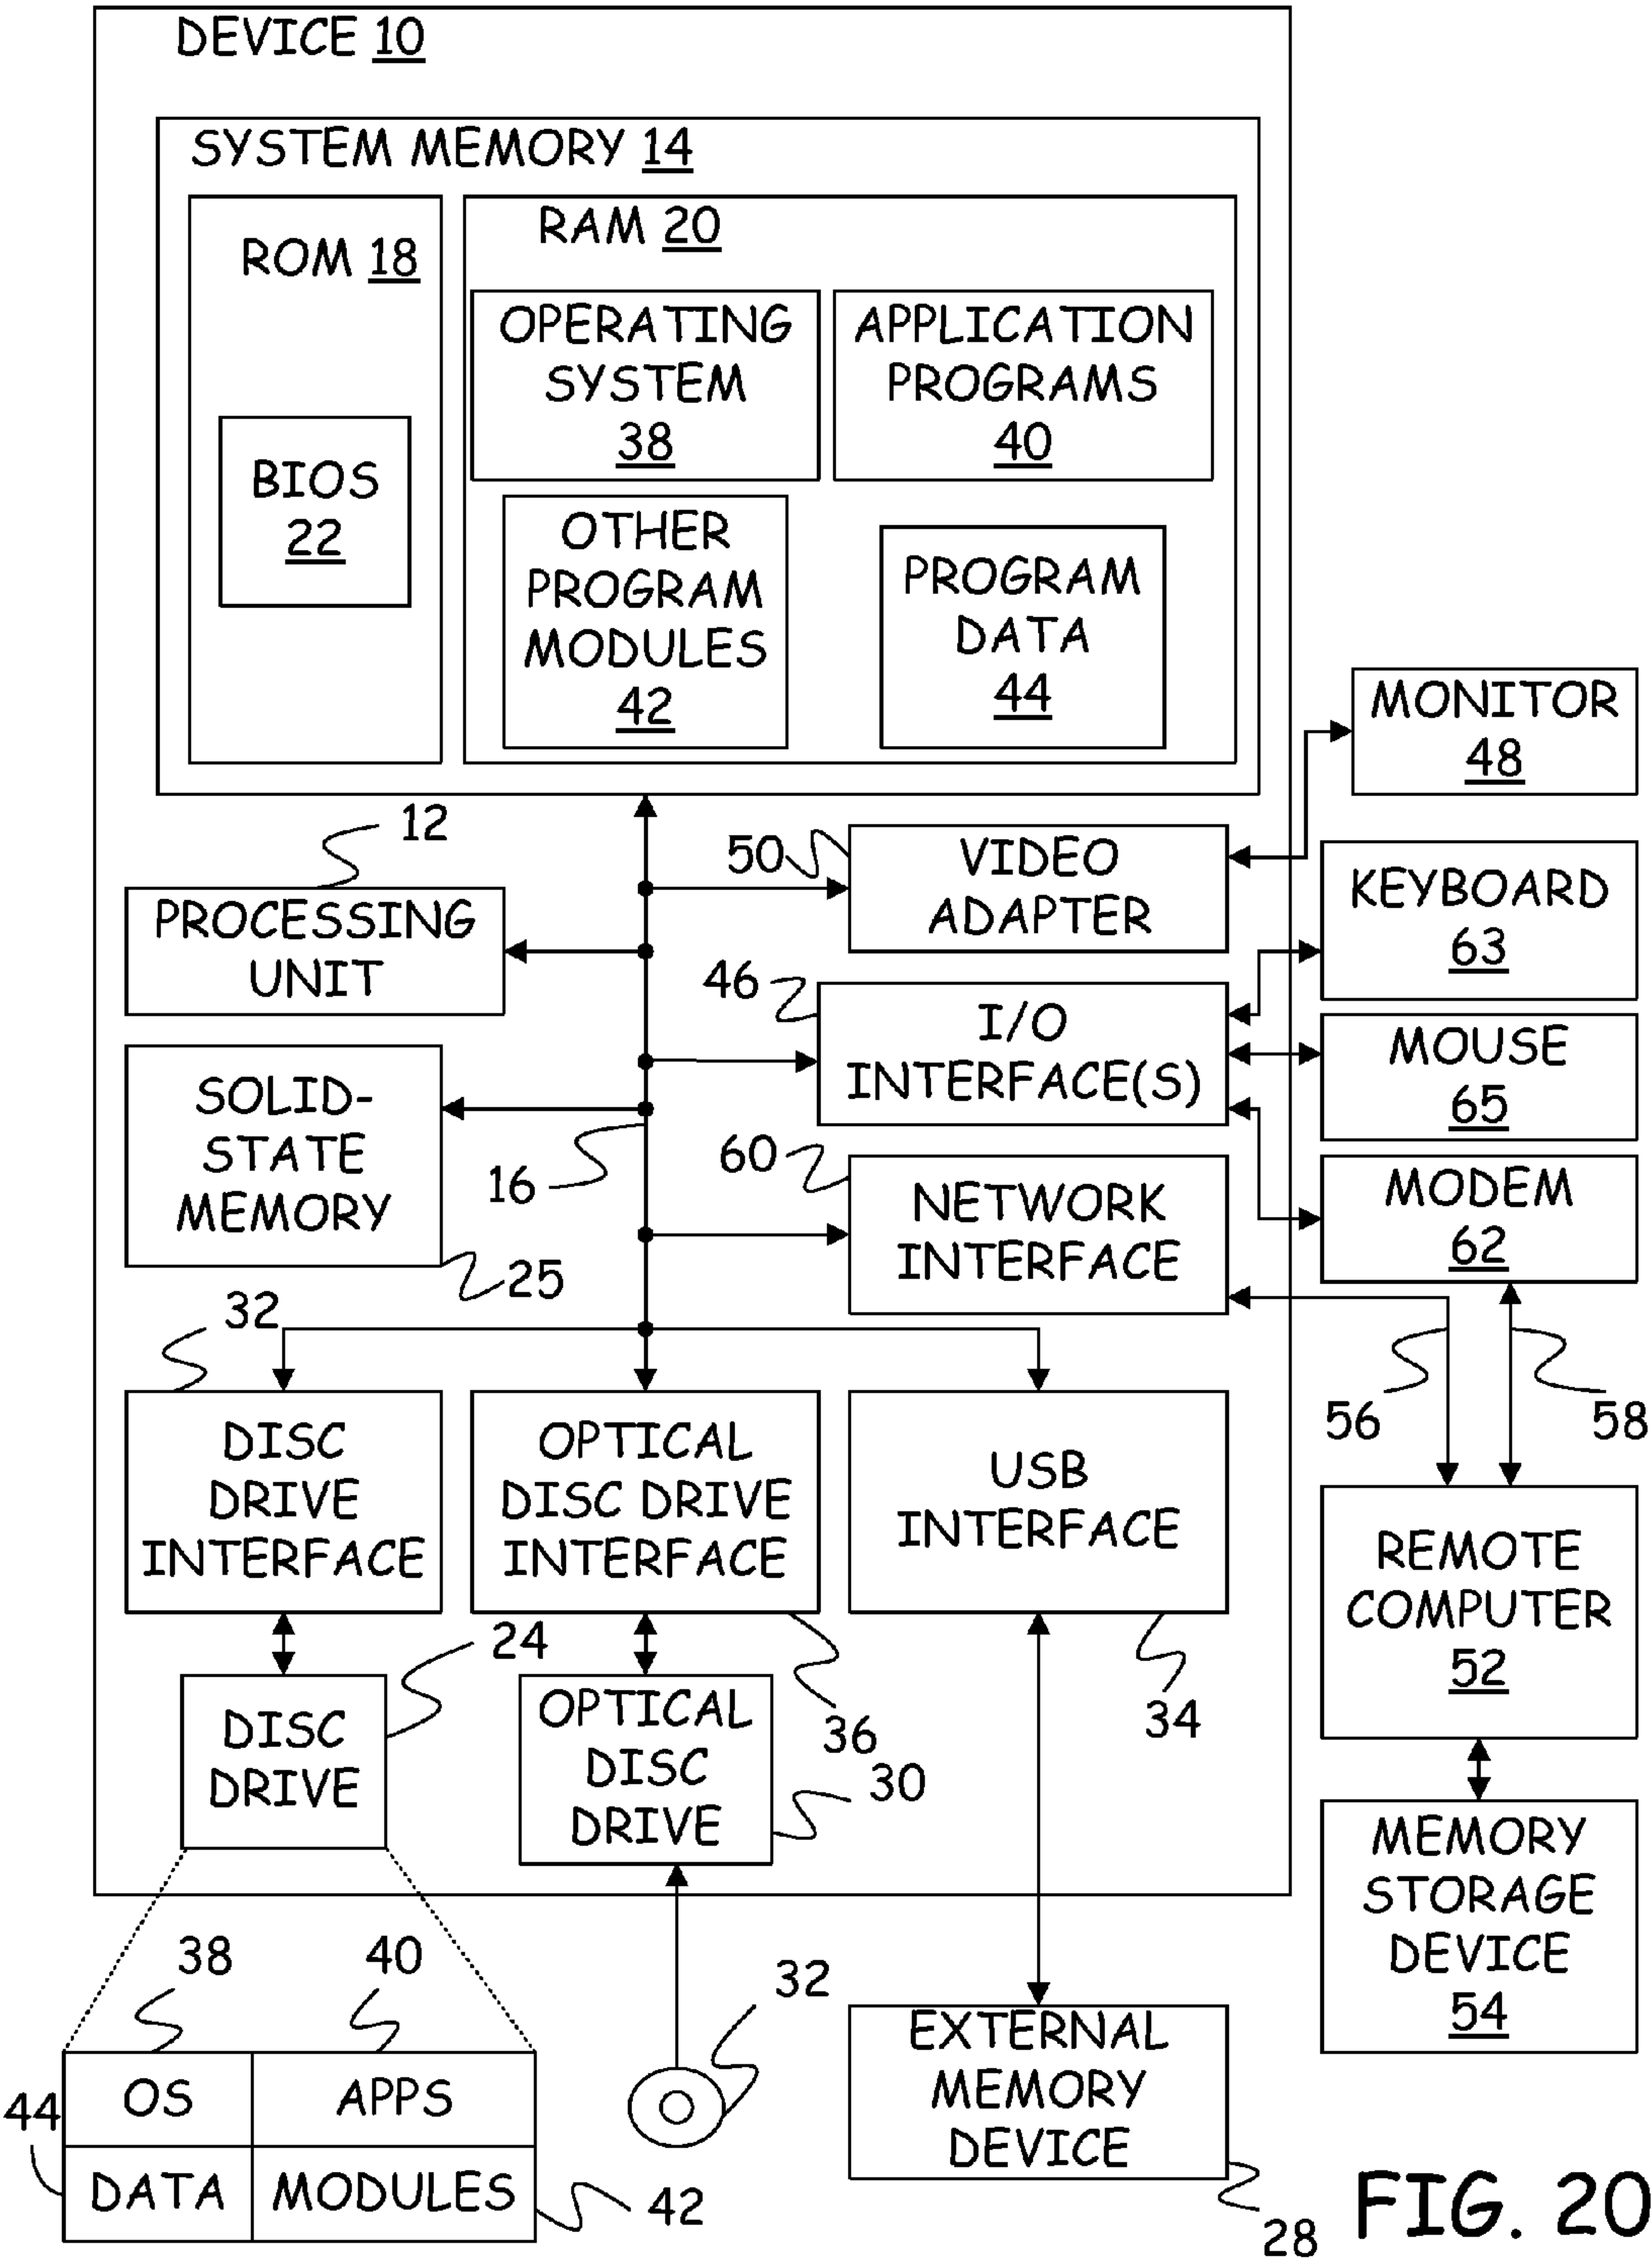 DEVICE 10
SYSTEM MEMORY 14
ROM 18
BIOS
22
RAM 20
OPERATING
SYSTEM
38
APPLICATION
PROGRAMS
40
OTHER
PROGRAM
MODULES
42
PROGRAM
DATA
44
MONITOR
48
12
PROCESSING
UNIT
50
VIDEO
ADAPTER
KEYBOARD
63
46
I/O
INTERFACE(S)
MOUSE
65
SOLID-
STATE
MEMORY
25
16
60
NETWORK
INTERFACE
MODEM
62
32
DISC
DRIVE
INTERFACE
OPTICAL
DISC DRIVE
INTERFACE
USB
INTERFACE
56
58
REMOTE
COMPUTER
52
24
DISC
DRIVE
OPTICAL
DISC
DRIVE
36
30
34
MEMORY
STORAGE
DEVICE
54
38
40
OS
APPS
44
DATA
MODULES
42
32
EXTERNAL
MEMORY
DEVICE
28
FIG. 20